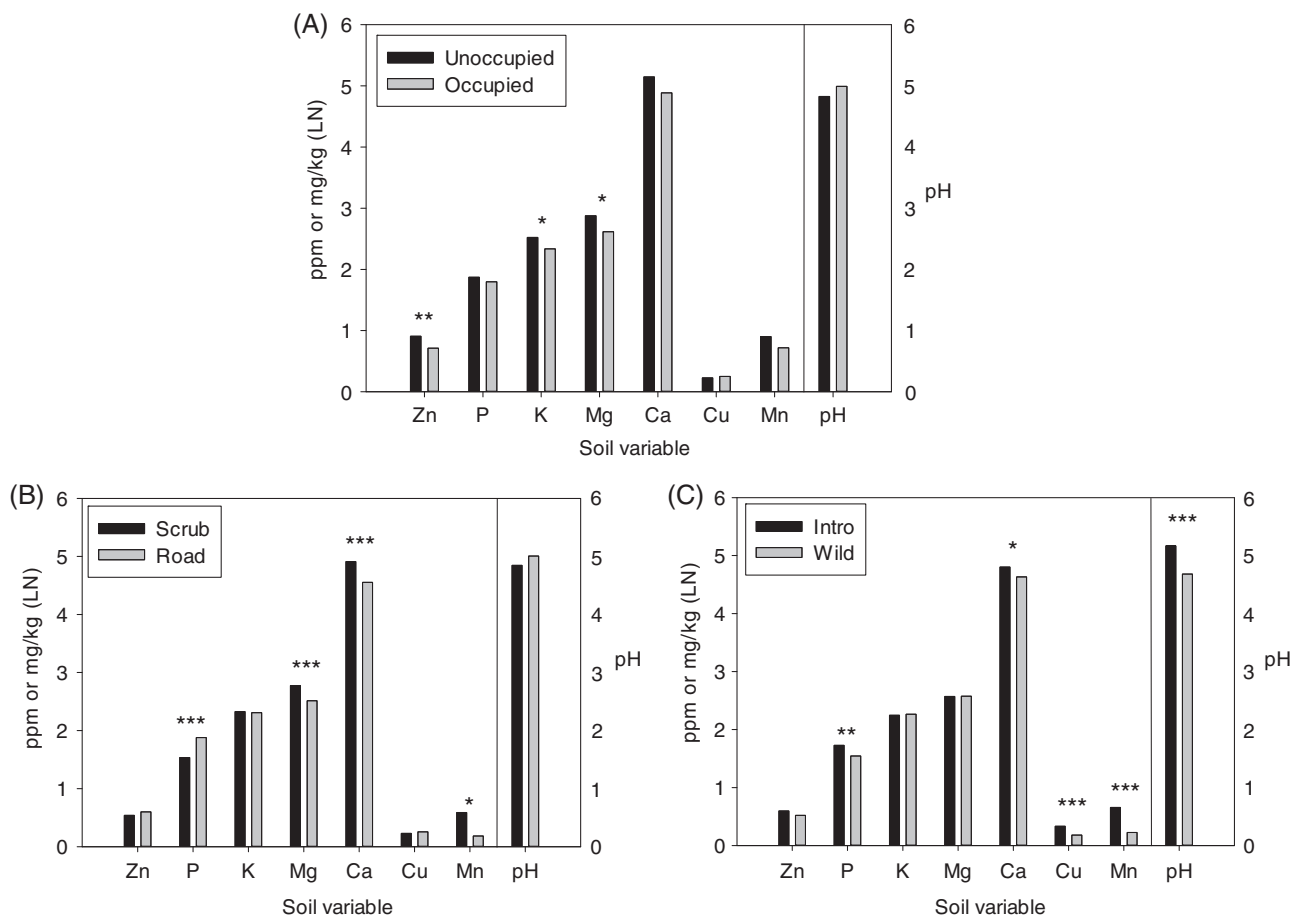 (A)
Unoccupied
Occupied
ppm or mg/kg (LN)
6
5
4
3
2
1
0
**
*
*
6
5
4
3
2
1
0
pH
Zn P K Mg Ca Cu Mn pH
Soil variable
(B)
Scrub
Road
ppm or mg/kg (LN)
6
5
4
3
2
1
0
***
***
***
*
6
5
4
3
2
1
0
pH
Zn P K Mg Ca Cu Mn pH
Soil variable
(C)
Intro
Wild
ppm or mg/kg (LN)
6
5
4
3
2
1
0
**
*
***
***
***
6
5
4
3
2
1
0
pH
Zn P K Mg Ca Cu Mn pH
Soil variable